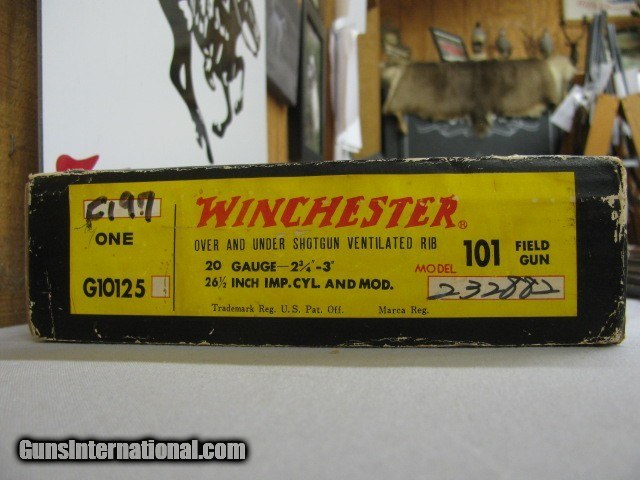 F197
ONE
G10125
WINCHESTER®
OVER AND UNDER SHOTGUN VENTILATED RIB
20 GAUGE—2¾"-3"
26½ INCH IMP. CYL. AND MOD.
MODEL 101 FIELD GUN
232882
Trademark Reg. U.S. Pat. Off. Marca Reg.
GunsInternational.com